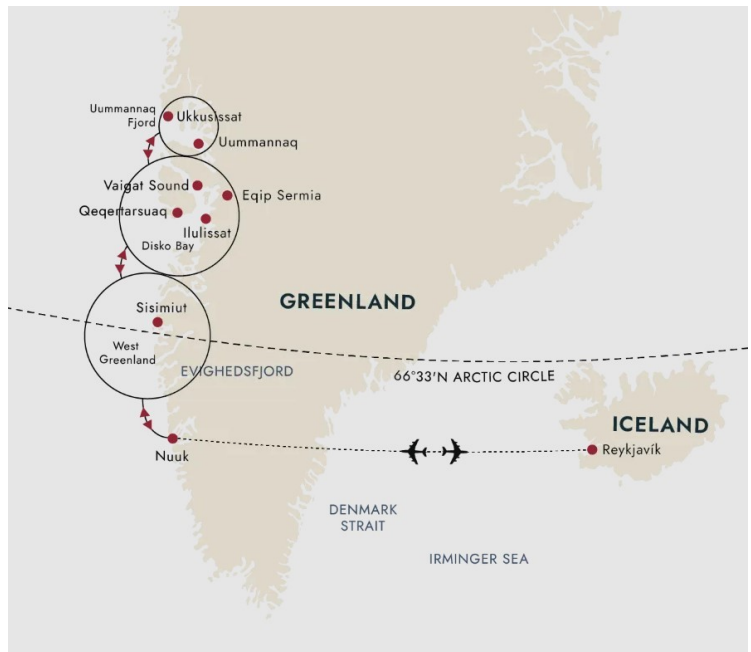 Uummannaq
Fjord
Ukkusissat
Uummannaq
Vaigat Sound
Eqip Sermia
Qeqertarsuaq
Ilulissat
Disko Bay
GREENLAND
Sisimiut
West
Greenland
EVIGHEDSFJORD
66°33'N ARCTIC CIRCLE
ICELAND
Reykjavík
Nuuk
DENMARK
STRAIT
IRMINGER SEA